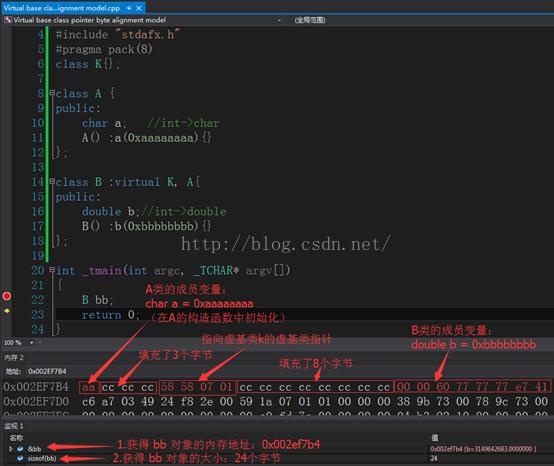 Virtual base cla...ignment model.cpp
Virtual base class pointer byte alignment model
(全局范围)
4 #include "stdafx.h"
5 #pragma pack(8)
6 class K{};
7
8 class A {
9 public:
10 char a; //int->char
11 A() :a(0xaaaaaaaa){}
12 };
13
14 class B :virtual K, A{
15 public:
16 double b;//int->double
17 B() :b(0xbbbbbbbb){}
18 };
19
http://blog.csdn.net/
20 int _tmain(int argc, _TCHAR* argv[])
21 {
22 B bb;
23 return 0;
24 }
A类的成员变量:
char a = 0xaaaaaaaa
(在A的构造函数中初始化)
指向虚基类k的虚基类指针
B类的成员变量:
double b = 0xbbbbbbbb
100 %
填充了3个字节
填充了8个字节
内存 2
地址: 0x002EF7B4
0x002EF7B4 aa cc cc cc 58 58 07 01 cc cc cc cc cc cc cc cc 00 00 60 77 77 77 e7 41
0x002EF7CC c6 a7 03 49 24 f8 2e 00 59 1a 07 01 01 00 00 00 38 9b 73 00 78 9c 73 00
监视 1
名称 值
&bb 1.获得 bb 对象的内存地址: 0x002ef7b4 0x002ef7b4 {b=3149642683.0000000 }
sizeof(bb) 2.获得 bb 对象的大小: 24个字节 24